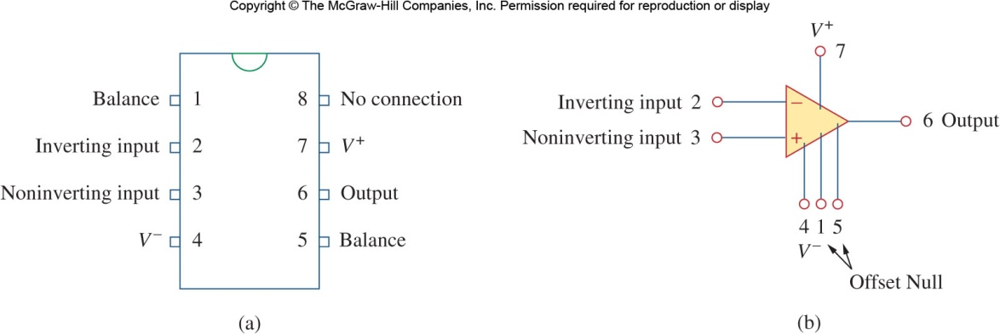 Copyright © The McGraw-Hill Companies, Inc. Permission required for reproduction or display
Balance 1 8 No connection
Inverting input 2 7 V⁺
Noninverting input 3 6 Output
V⁻ 4 5 Balance
(a)
V⁺
7
Inverting input 2 −
Noninverting input 3 +
6 Output
4 1 5
V⁻
Offset Null
(b)